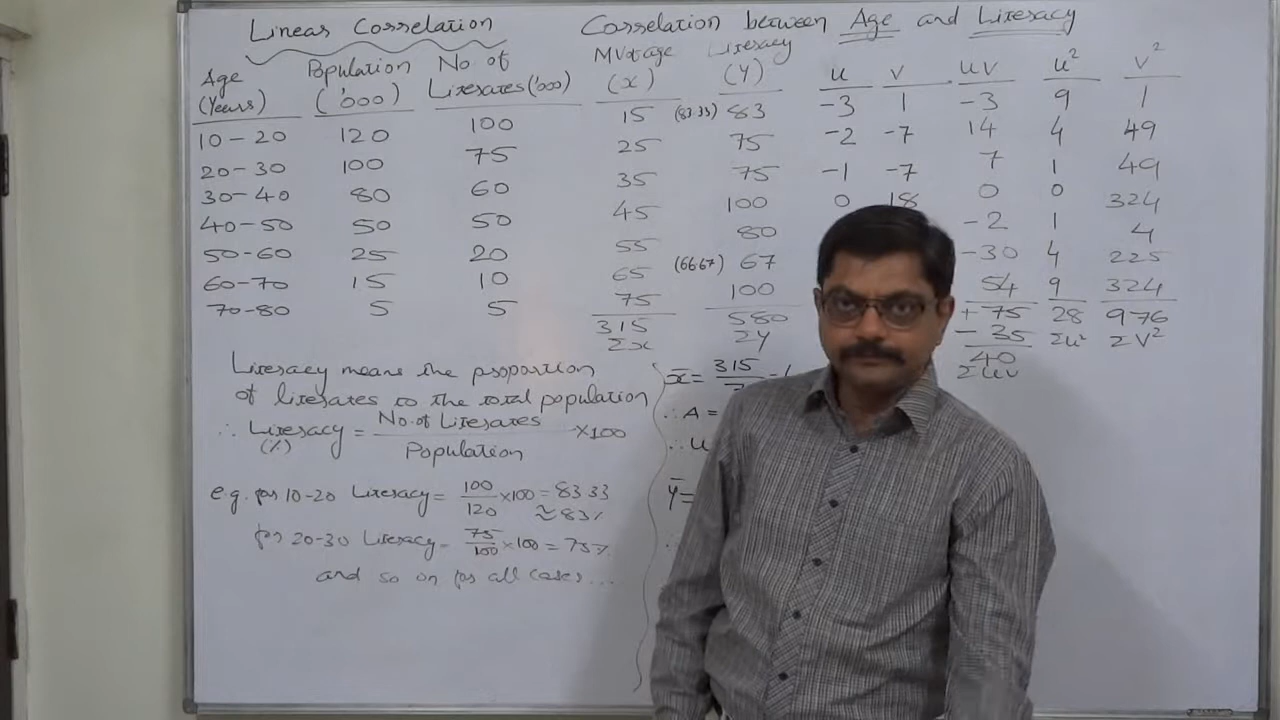 Linear Correlation
Correlation between Age and Literacy
Age (Years) Population ('000) No. of Literates ('000) MV of age (x) Literacy (y) u v uv u² v²
10-20 120 100 15 (83.33) 83 -3 1 -3 9 1
20-30 100 75 25 75 -2 -7 14 4 49
30-40 80 60 35 75 -1 -7 7 1 49
40-50 50 50 45 100 0 18 0 0 324
50-60 25 20 55 80 -2 1 4
60-70 15 10 65 (66.67) 67 -30 4 225
70-80 5 5 75 100 54 9 324
315 580 +75 28 976
Σx Σy -35 Σu² Σv²
40
Σuv
Literacy means the proportion
of literates to the total population
∴ Literacy (%) = No. of Literates / Population × 100
e.g. for 10-20 Literacy = 100/120 × 100 = 83.33
≈ 83%
for 20-30 Literacy = 75/100 × 100 = 75%
and so on for all cases...
x̄ = 315
∴ A =
∴ u
ȳ =
∴